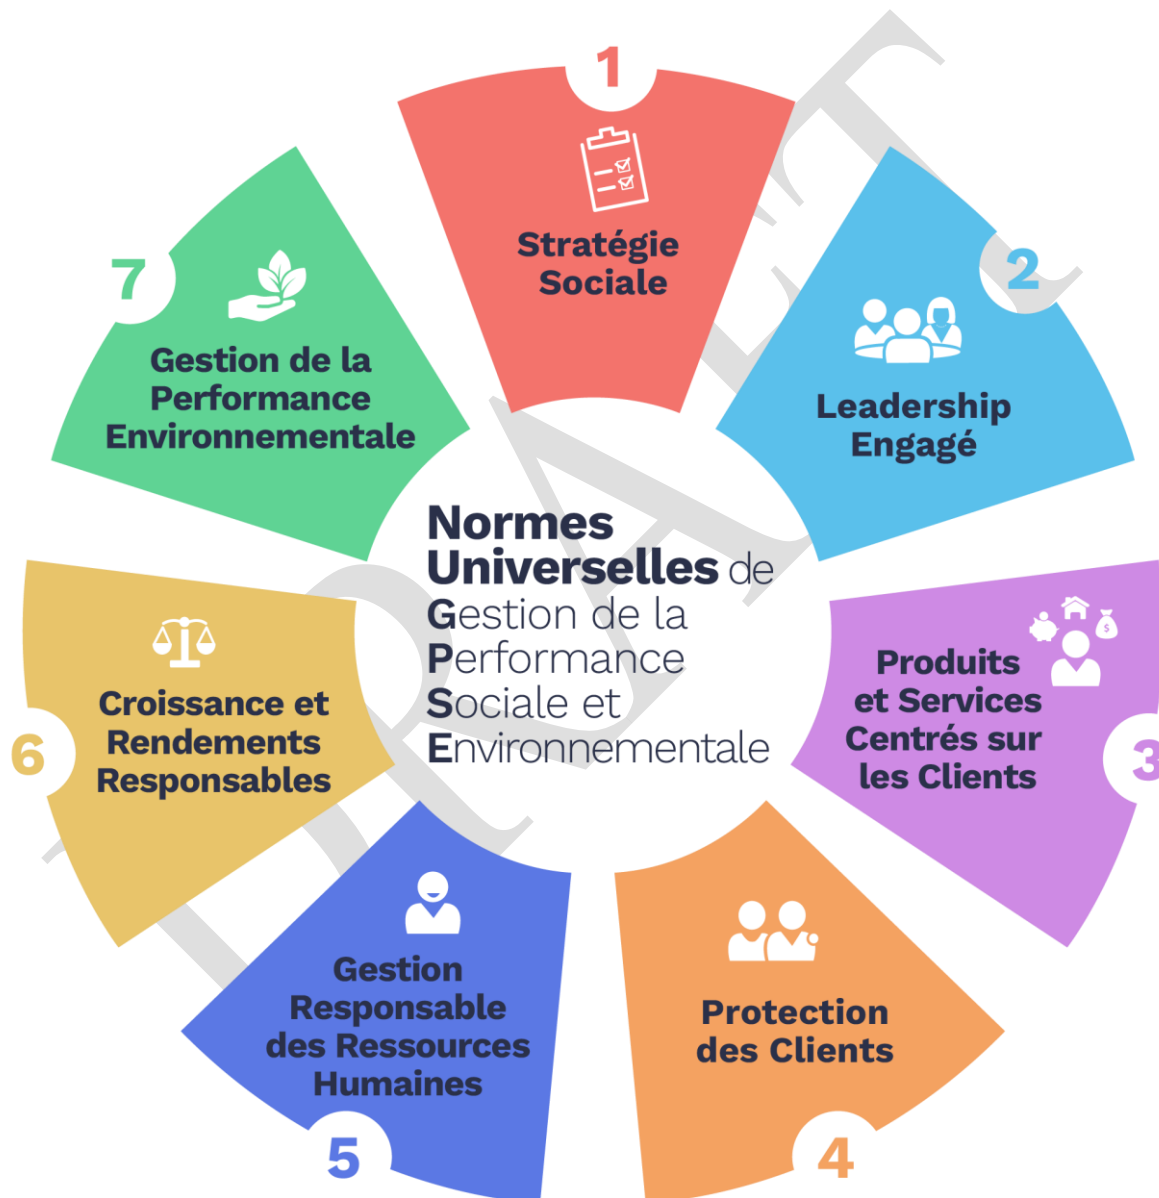 1
Stratégie
Sociale
2
Leadership
Engagé
3
Produits
et Services
Centrés sur
les Clients
4
Protection
des Clients
5
Gestion
Responsable
des Ressources
Humaines
6
Croissance et
Rendements
Responsables
7
Gestion de la
Performance
Environnementale
Normes
Universelles de
Gestion de la
Performance
Sociale et
Environnementale
$
DRAFT